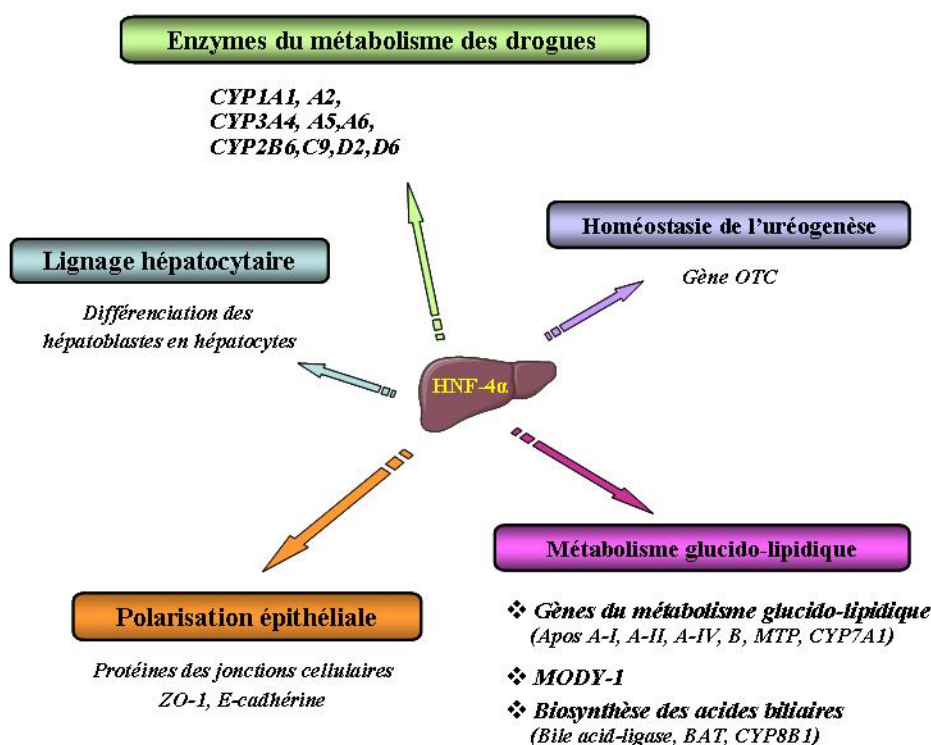 Enzymes du métabolisme des drogues
CYP1A1, A2,
CYP3A4, A5,A6,
CYP2B6,C9,D2,D6
Homéostasie de l'uréogenèse
Gène OTC
Lignage hépatocytaire
Différenciation des
hépatoblastes en hépatocytes
HNF-4α
Métabolisme glucido-lipidique
❖ Gènes du métabolisme glucido-lipidique
(Apos A-I, A-II, A-IV, B, MTP, CYP7A1)
❖ MODY-1
❖ Biosynthèse des acides biliaires
(Bile acid-ligase, BAT, CYP8B1)
Polarisation épithéliale
Protéines des jonctions cellulaires
ZO-1, E-cadhérine